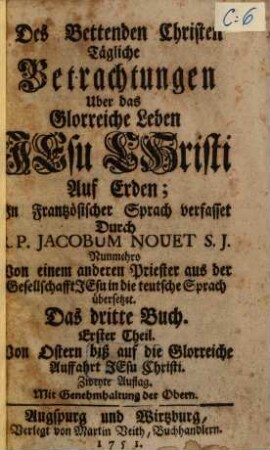 C:6
Des Bettenden Christen
Tägliche
Betrachtungen
Uber das
Glorreiche Leben
JEsu CHristi
Auf Erden;
In Frantzösischer Sprach verfasset
Durch
R. P. JACOBUM NOUET S. J.
Nunmehro
Von einem anderen Priester aus der
Gesellschafft JEsu in die teutsche Sprach
übersetzt.
Das dritte Buch.
Erster Theil.
Von Ostern biß auf die Glorreiche
Auffahrt JEsu Christi.
Zweyte Auflag.
Mit Genehmhaltung der Obern.
Augspurg und Wirtzburg,
Verlegt von Martin Veith, Buchhandlern.
1751.